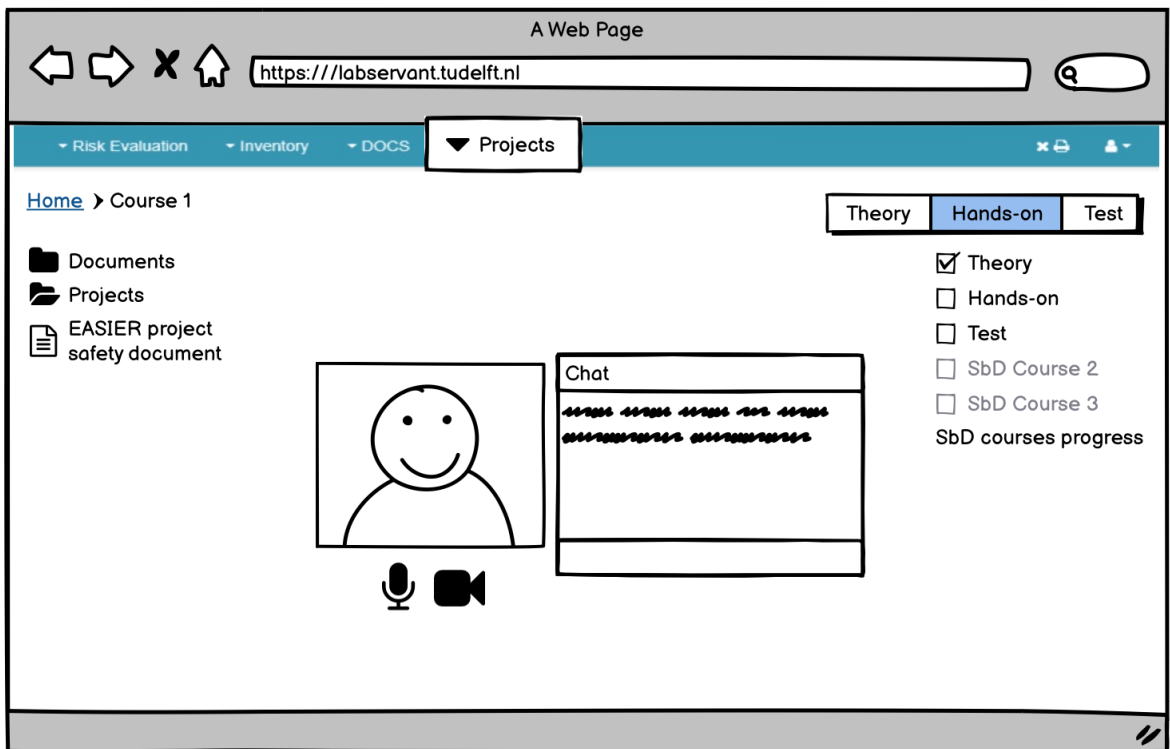 A Web Page
https:///labservant.tudelft.nl
Risk Evaluation Inventory DOCS Projects
Home Course 1
Theory Hands-on Test
Documents
Projects
EASIER project
safety document
Chat
Theory
Hands-on
Test
SbD Course 2
SbD Course 3
SbD courses progress